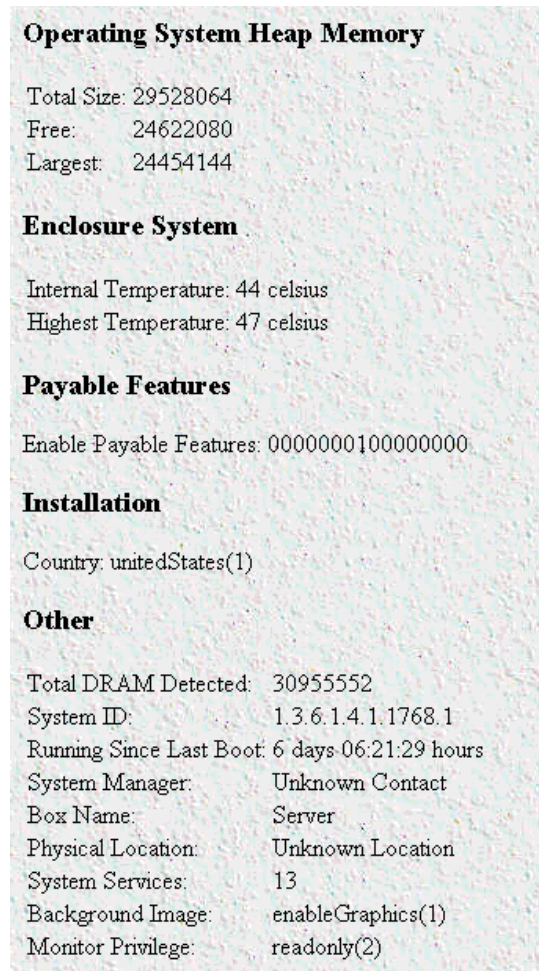 Operating System Heap Memory
Total Size: 29528064
Free: 24622080
Largest: 24454144
Enclosure System
Internal Temperature: 44 celsius
Highest Temperature: 47 celsius
Payable Features
Enable Payable Features: 0000000100000000
Installation
Country: unitedStates(1)
Other
Total DRAM Detected: 30955552
System ID: 1.3.6.1.4.1.1768.1
Running Since Last Boot: 6 days 06:21:29 hours
System Manager: Unknown Contact
Box Name: Server
Physical Location: Unknown Location
System Services: 13
Background Image: enableGraphics(1)
Monitor Privilege: readonly(2)